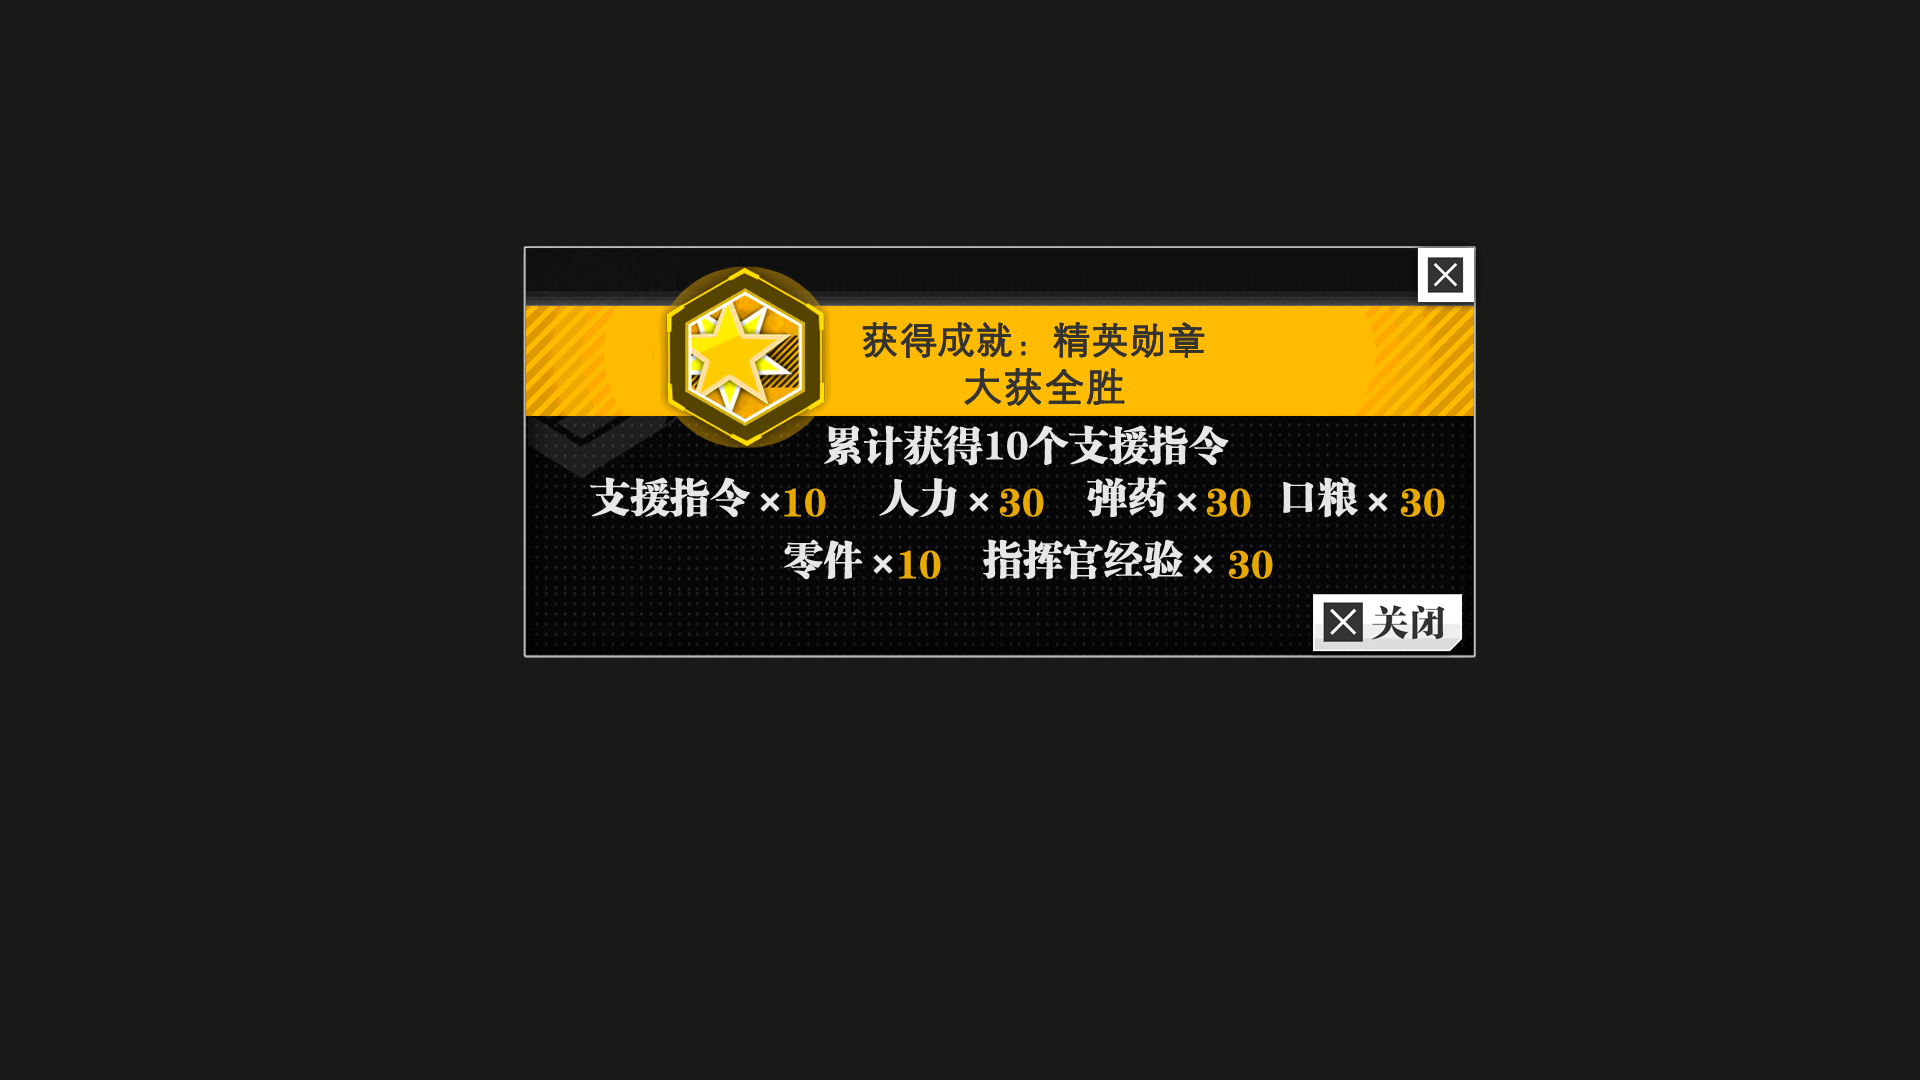 获得成就：精英勋章
大获全胜
累计获得10个支援指令
支援指令 ×10 人力 × 30 弹药 × 30 口粮 × 30
零件 ×10 指挥官经验 × 30
关闭